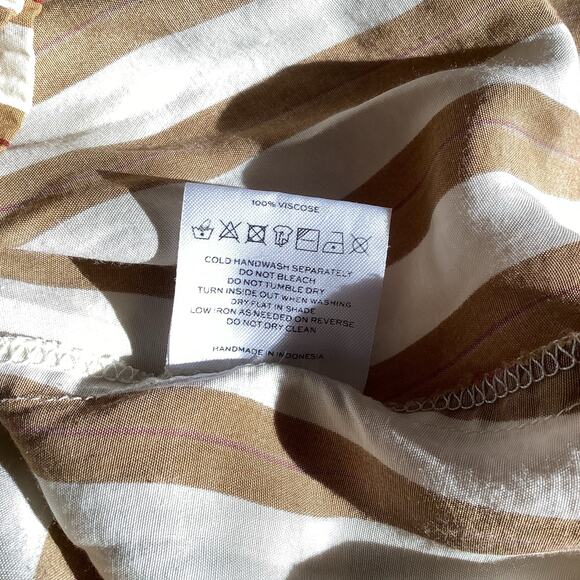 100% VISCOSE
COLD HANDWASH SEPARATELY
DO NOT BLEACH
DO NOT TUMBLE DRY
TURN INSIDE OUT WHEN WASHING
DRY FLAT IN SHADE
LOW IRON AS NEEDED ON REVERSE
DO NOT DRY CLEAN
HANDMADE IN INDONESIA